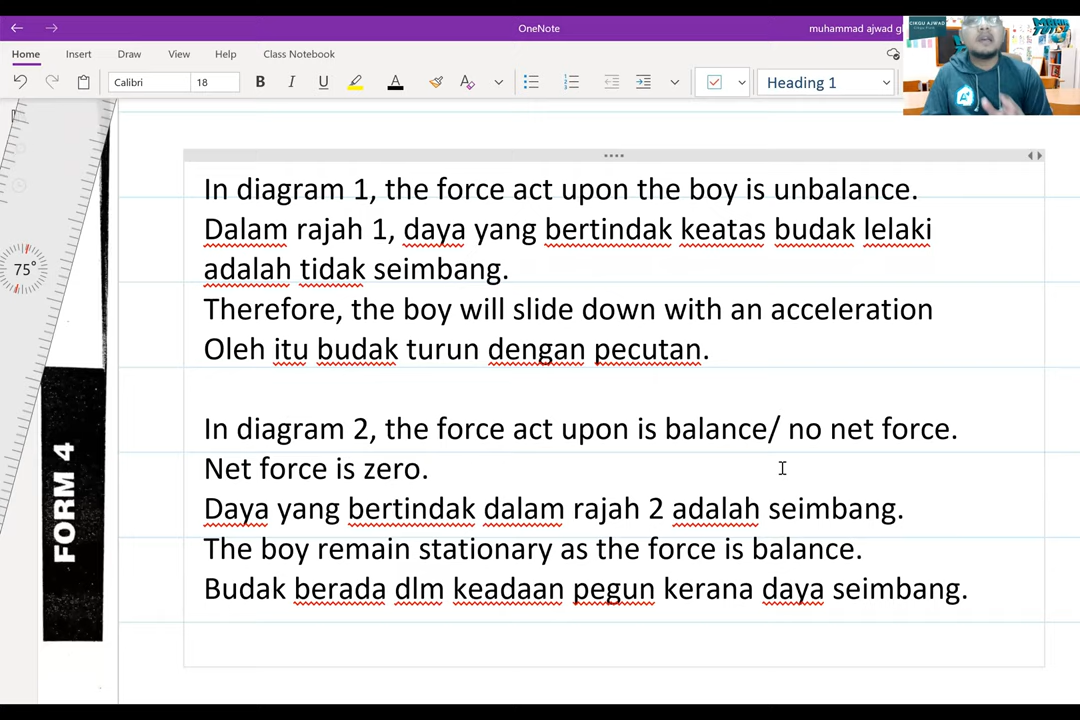 OneNote
muhammad ajwad
Home Insert Draw View Help Class Notebook
Calibri 18 B I U A Heading 1
CIKGU AJWAD
75°
FORM 4
In diagram 1, the force act upon the boy is unbalance.
Dalam rajah 1, daya yang bertindak keatas budak lelaki
adalah tidak seimbang.
Therefore, the boy will slide down with an acceleration
Oleh itu budak turun dengan pecutan.
In diagram 2, the force act upon is balance/ no net force.
Net force is zero.
Daya yang bertindak dalam rajah 2 adalah seimbang.
The boy remain stationary as the force is balance.
Budak berada dlm keadaan pegun kerana daya seimbang.